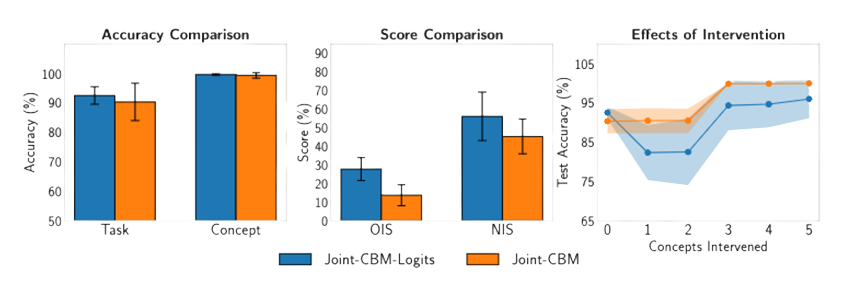 Accuracy Comparison
Accuracy (%)
100
90
80
70
60
50
Task
Concept
Score Comparison
Score (%)
90
80
70
60
50
40
30
20
10
0
OIS
NIS
Effects of Intervention
Test Accuracy (%)
105
95
85
75
65
0 1 2 3 4 5
Concepts Intervened
Joint-CBM-Logits
Joint-CBM